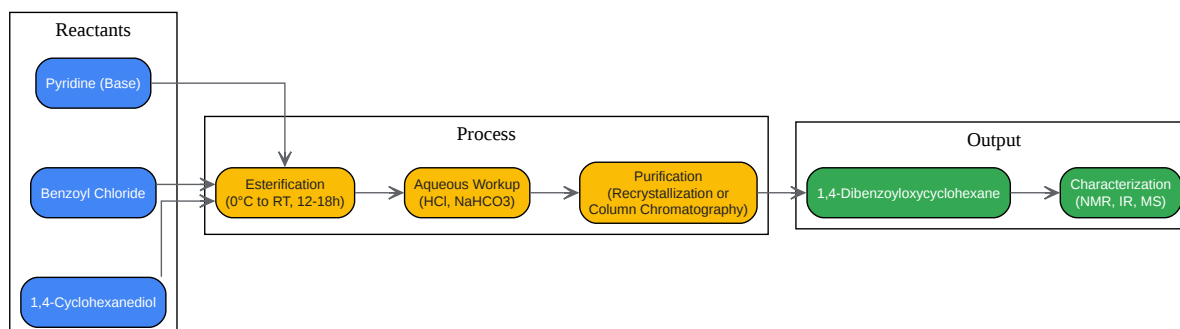 Reactants
Pyridine (Base)
Benzoyl Chloride
1,4-Cyclohexanediol
Process
Esterification
(0°C to RT, 12-18h)
Aqueous Workup
(HCl, NaHCO3)
Purification
(Recrystallization or
Column Chromatography)
Output
1,4-Dibenzoyloxycyclohexane
Characterization
(NMR, IR, MS)